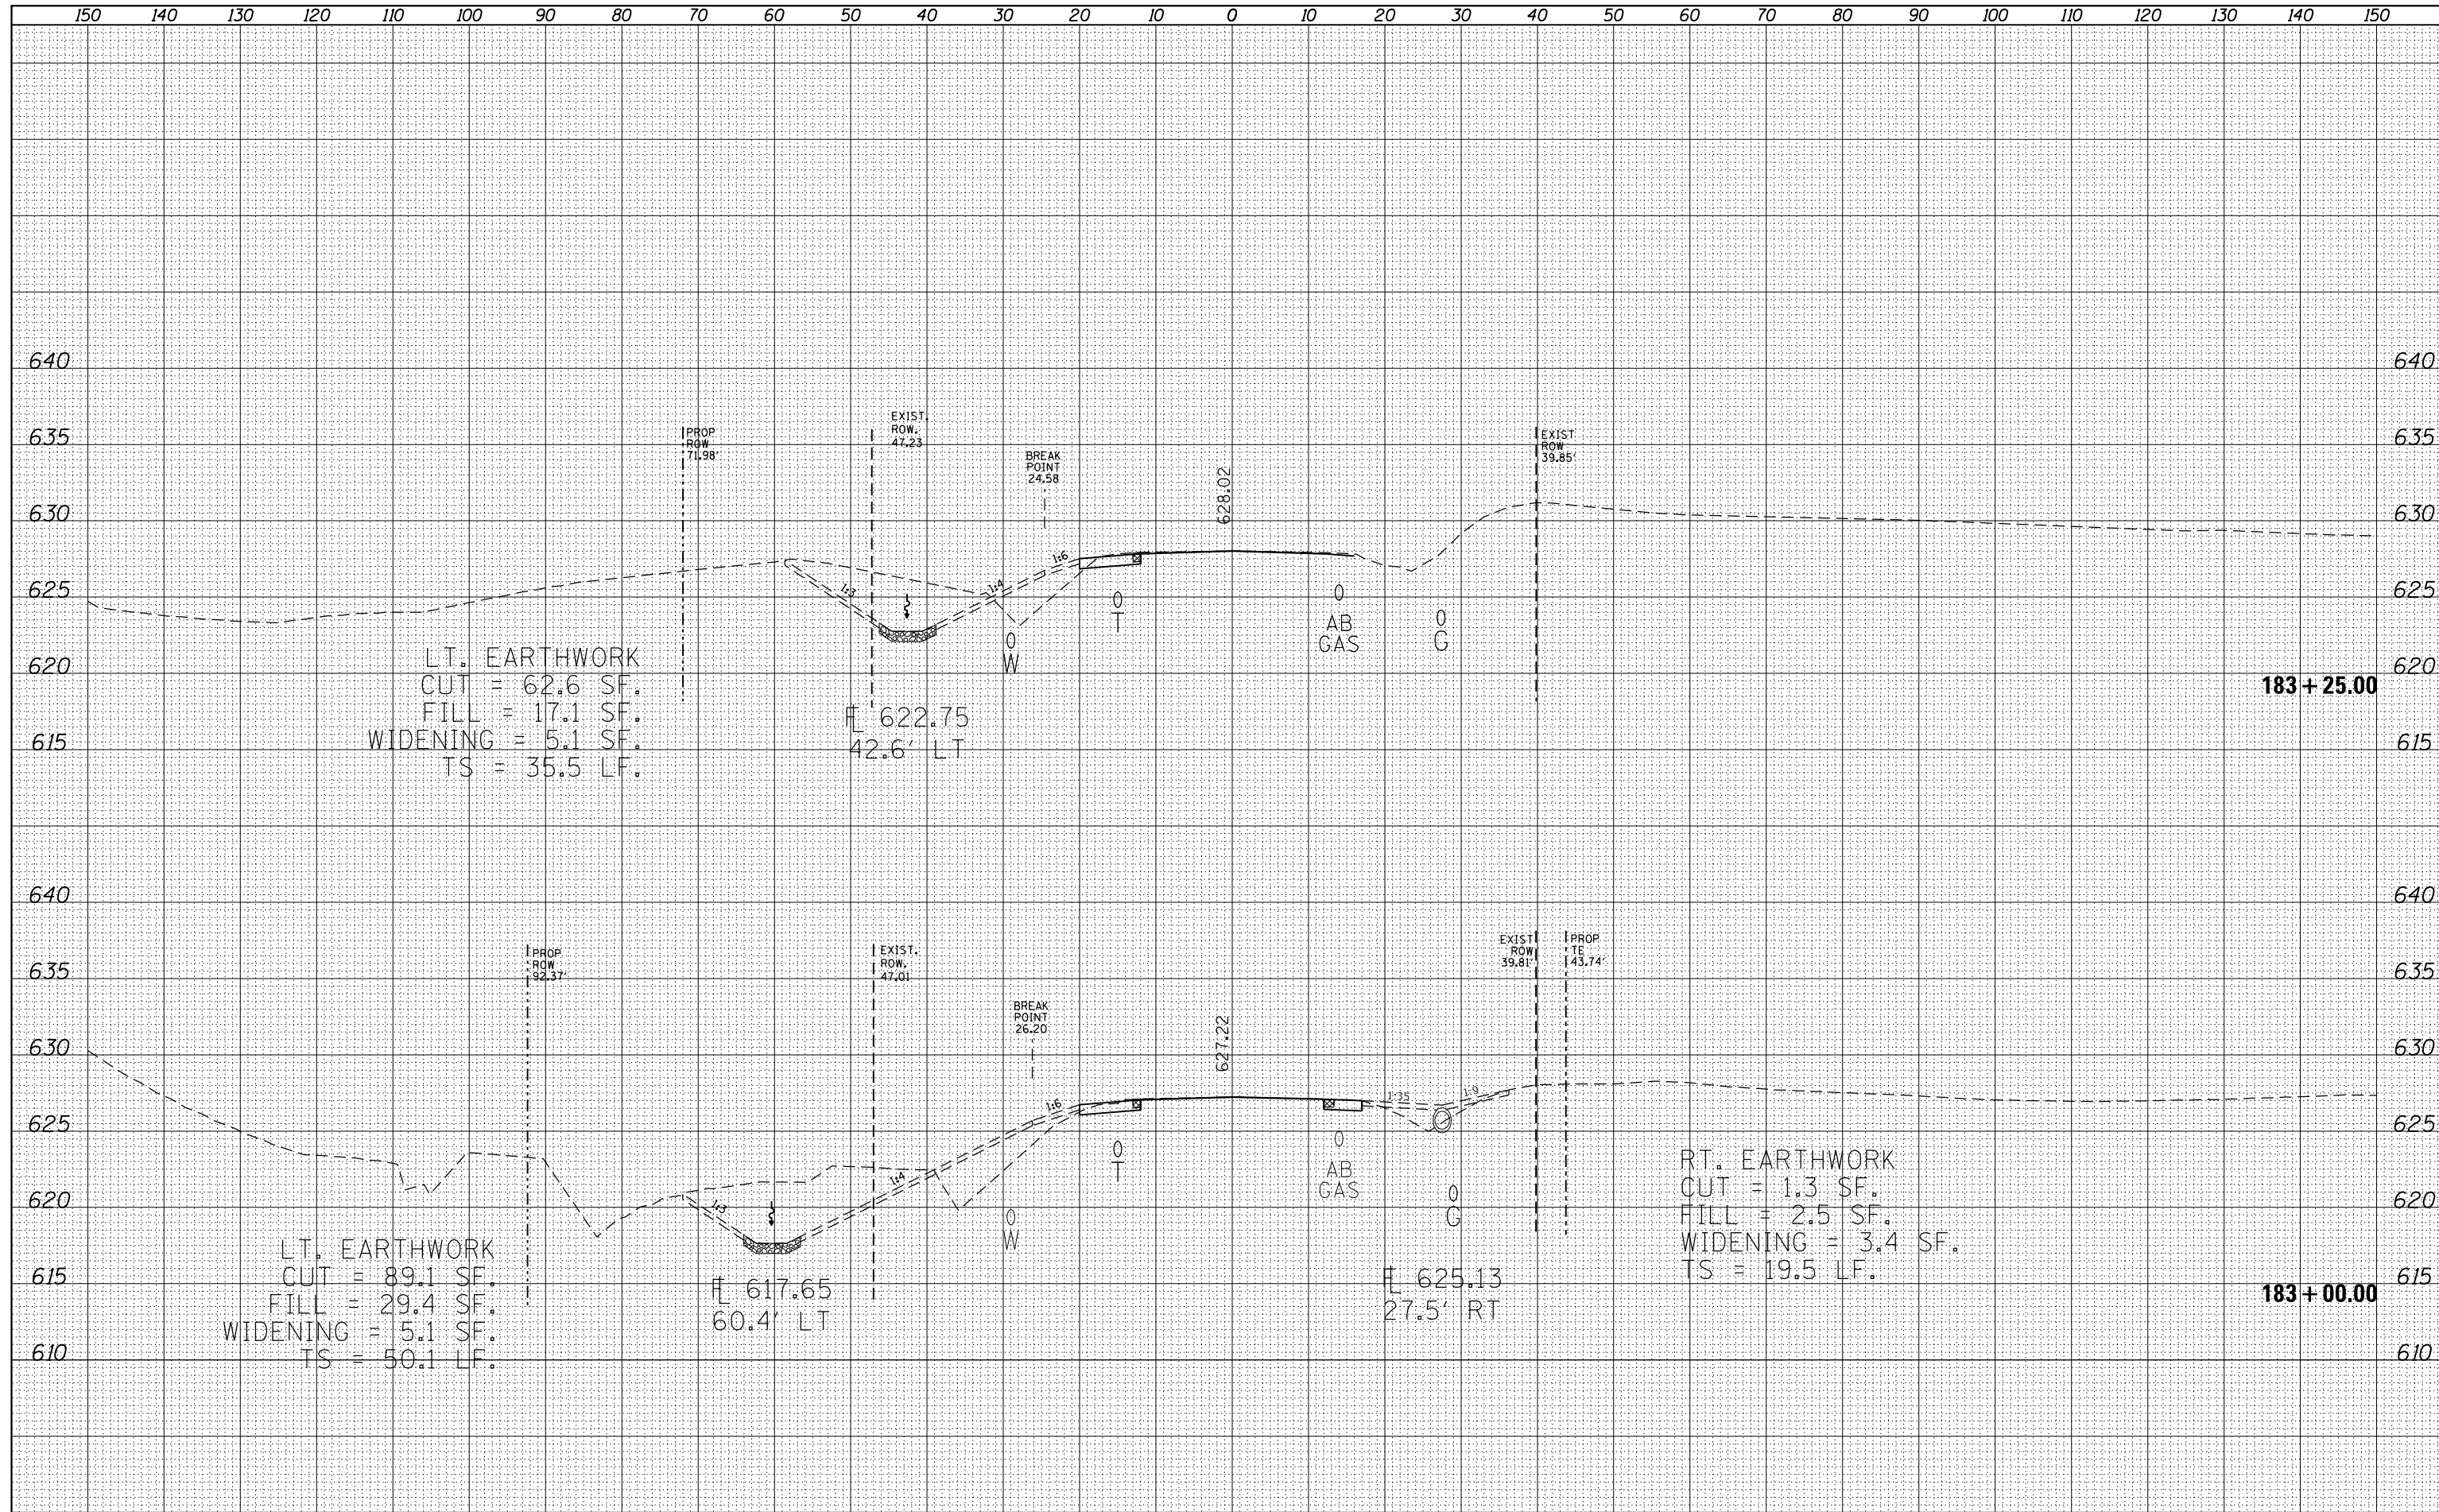 150 140 130 120 110 100 90 80 70 60 50 40 30 20 10 0 10 20 30 40 50 60 70 80 90 100 110 120 130 140 150
640 640
635 635
630 630
625 625
620 620
615 615
PROP
ROW
71.98'
EXIST.
ROW.
47.23
BREAK
POINT
24.58
628.02
EXIST
ROW
39.85'
1:3
1:4
1:6
0
W
0
T
0
AB
GAS
0
G
LT. EARTHWORK
CUT = 62.6 SF.
FILL = 17.1 SF.
WIDENING = 5.1 SF.
TS = 35.5 LF.
FL 622.75
42.6' LT
183+25.00
640 640
635 635
630 630
625 625
620 620
615 615
610 610
PROP
ROW
92.37'
EXIST.
ROW.
47.01
BREAK
POINT
26.20
627.22
EXIST
ROW
39.81'
PROP
TE
43.74'
1:3
1:4
1:6
1:35
1:9
0
W
0
T
0
AB
GAS
0
G
LT. EARTHWORK
CUT = 89.1 SF.
FILL = 29.4 SF.
WIDENING = 5.1 SF.
TS = 50.1 LF.
FL 617.65
60.4' LT
FL 625.13
27.5' RT
RT. EARTHWORK
CUT = 1.3 SF.
FILL = 2.5 SF.
WIDENING = 3.4 SF.
TS = 19.5 LF.
183+00.00